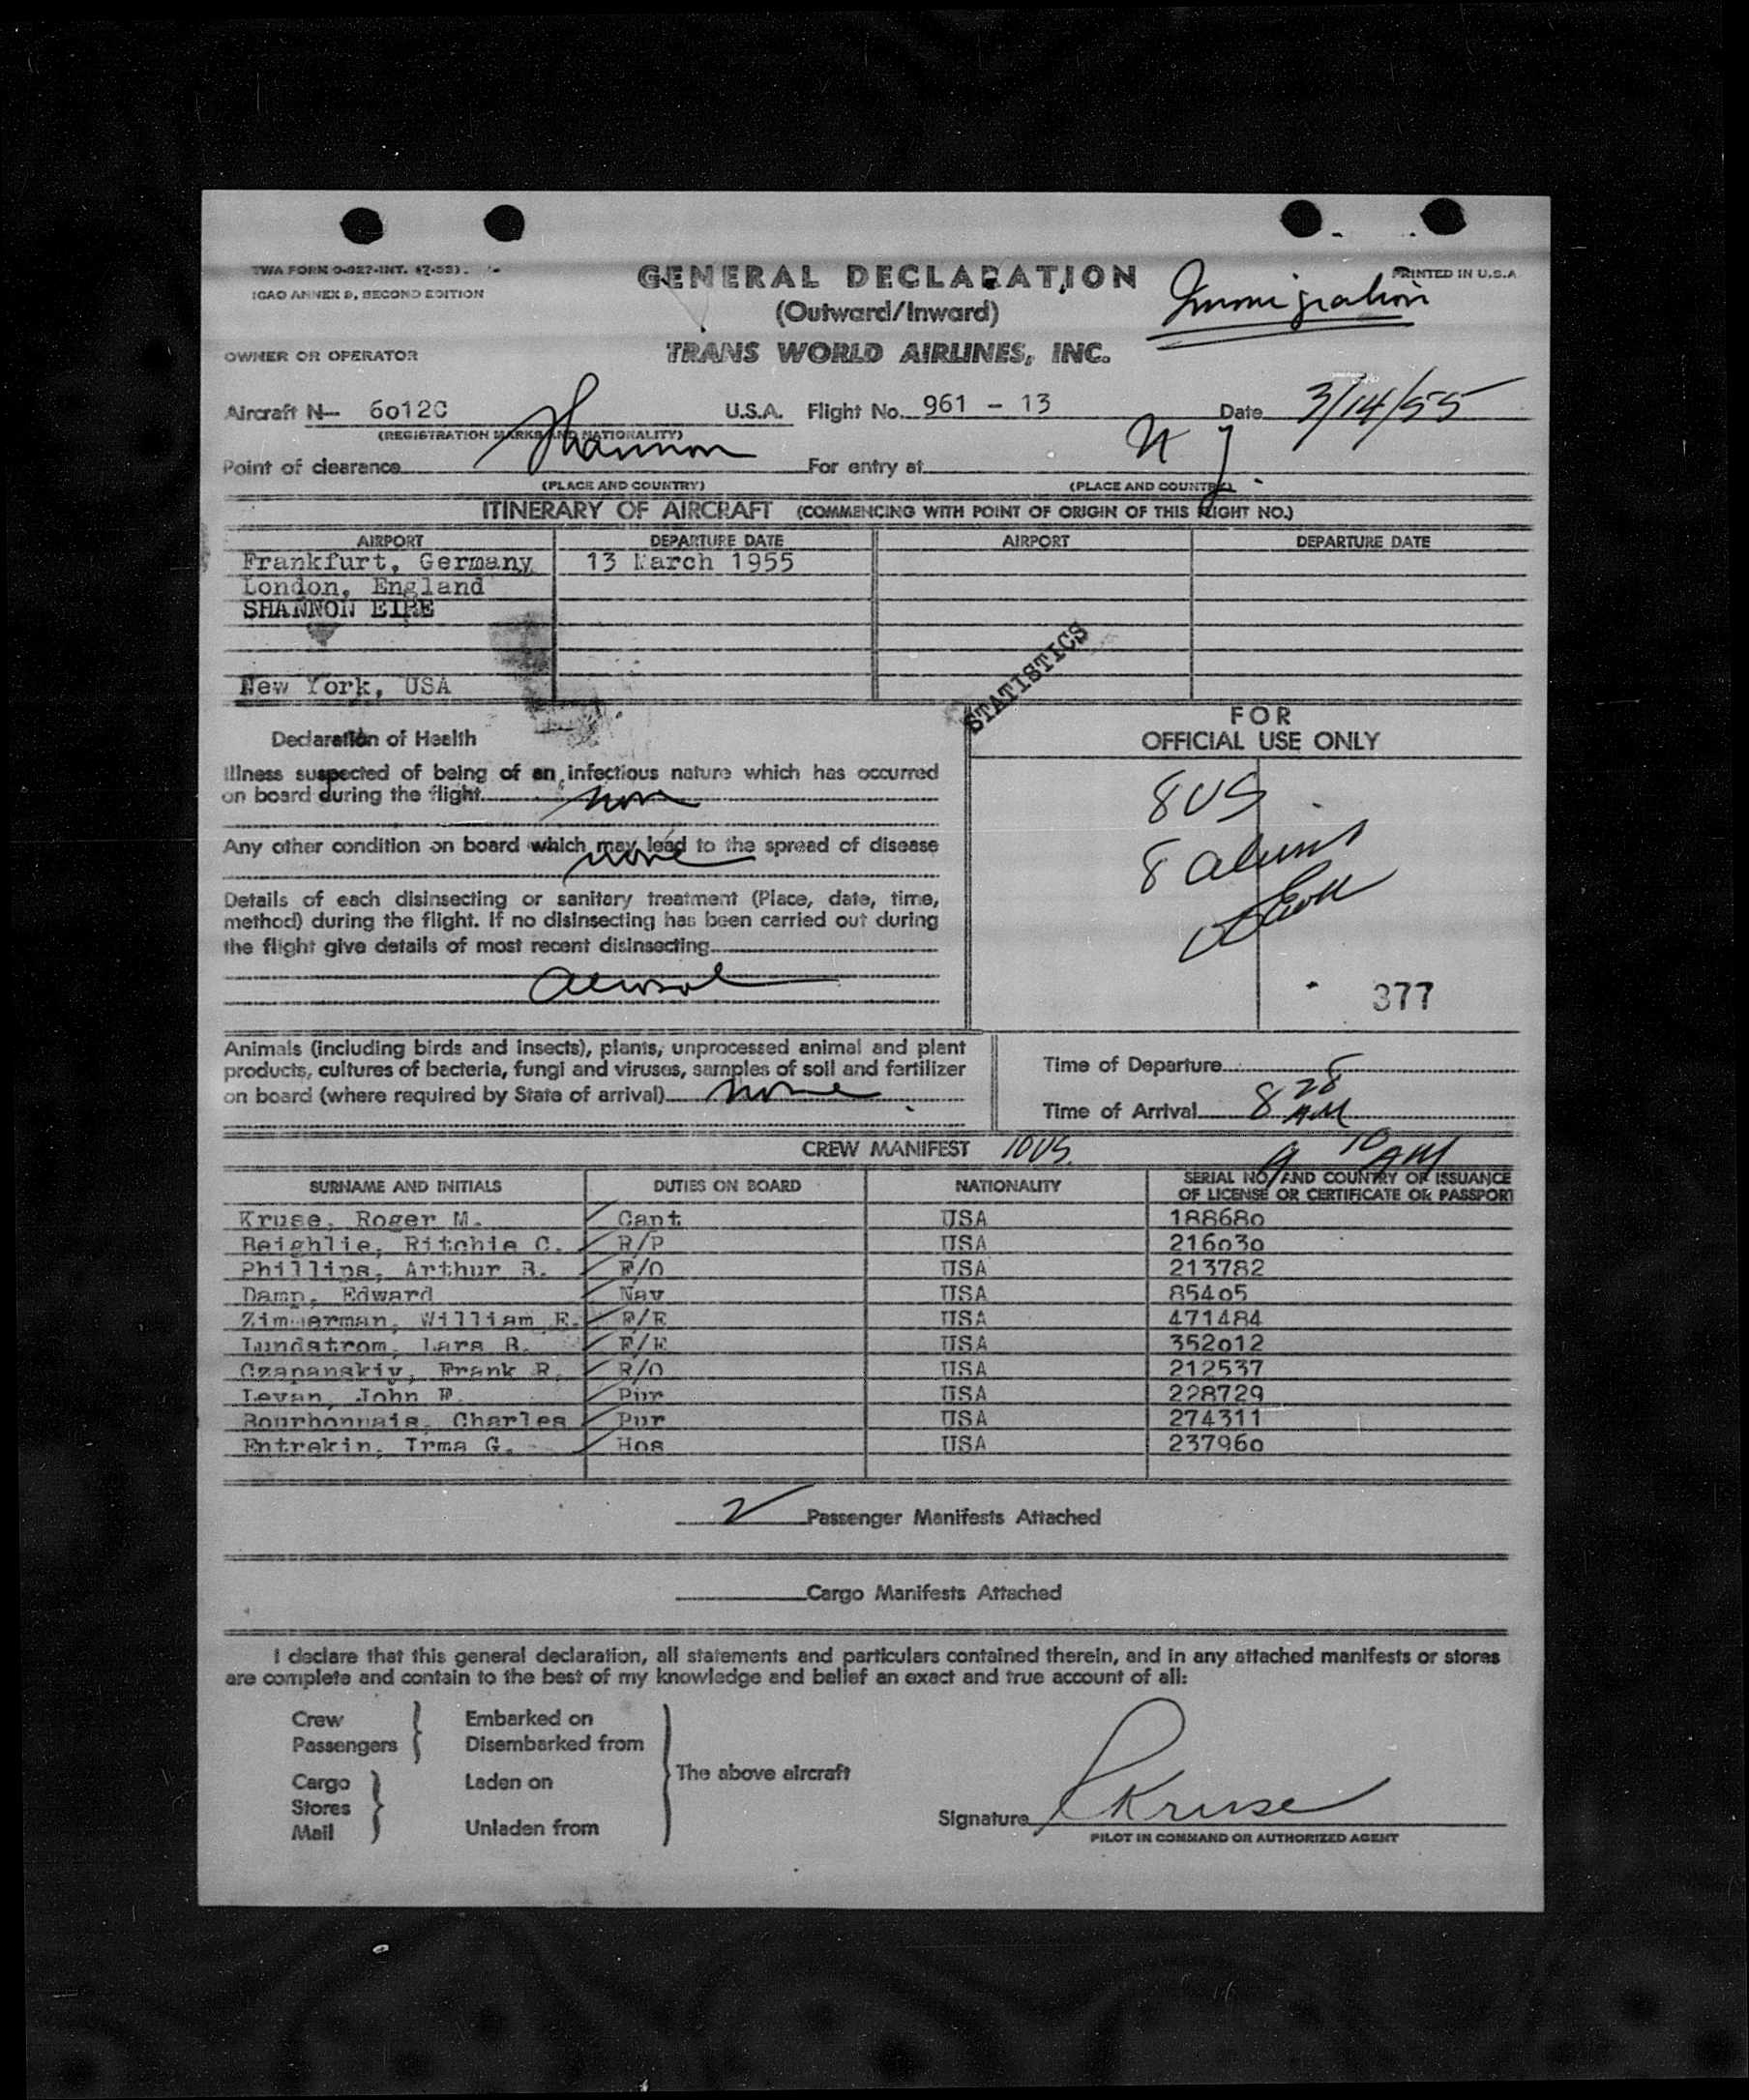 TWA FORM O-027-INT. (7-53)
ICAO ANNEX 9, SECOND EDITION
GENERAL DECLARATION
PRINTED IN U.S.A
Immigration
(Outward/Inward)
OWNER OR OPERATOR
TRANS WORLD AIRLINES, INC.
Aircraft N- 6012C U.S.A. Flight No. 961 - 13 Date 3/14/55
(REGISTRATION MARKS AND NATIONALITY)
Point of clearance Shannon For entry at N Y
(PLACE AND COUNTRY) (PLACE AND COUNTRY)
ITINERARY OF AIRCRAFT (COMMENCING WITH POINT OF ORIGIN OF THIS FLIGHT NO.)
AIRPORT DEPARTURE DATE AIRPORT DEPARTURE DATE
Frankfurt, Germany 13 March 1955
London, England
SHANNON EIRE
New York, USA
STATISTICS
Declaration of Health
Illness suspected of being of an infectious nature which has occurred
on board during the flight non
Any other condition on board which may lead to the spread of disease
none
Details of each disinsecting or sanitary treatment (Place, date, time,
method) during the flight. If no disinsecting has been carried out during
the flight give details of most recent disinsecting
Aerosol
FOR
OFFICIAL USE ONLY
8 US
8 aliens
377
Animals (including birds and insects), plants, unprocessed animal and plant
products, cultures of bacteria, fungi and viruses, samples of soil and fertilizer
on board (where required by State of arrival) none
Time of Departure
Time of Arrival 8 28 AM
CREW MANIFEST 10 US. 9 10 AM
SURNAME AND INITIALS DUTIES ON BOARD NATIONALITY SERIAL NO. AND COUNTRY OF ISSUANCE
OF LICENSE OR CERTIFICATE OR PASSPORT
Kruse, Roger M. Capt USA 188680
Beighlie, Ritchie C. R/P USA 216030
Phillips, Arthur B. F/O USA 213782
Damp, Edward Nav USA 85405
Zimmerman, William E. F/E USA 471484
Lundstrom, Lars B. F/E USA 352012
Czapanskiy, Frank R. R/O USA 212537
Levan, John F. Pur USA 228729
Bourbonnais, Charles Pur USA 274311
Entrekin, Irma G. Hos USA 237960
2 Passenger Manifests Attached
Cargo Manifests Attached
I declare that this general declaration, all statements and particulars contained therein, and in any attached manifests or stores
are complete and contain to the best of my knowledge and belief an exact and true account of all:
Crew Embarked on
Passengers Disembarked from
The above aircraft
Cargo Laden on
Stores
Mail Unladen from
Signature R Kruse
PILOT IN COMMAND OR AUTHORIZED AGENT